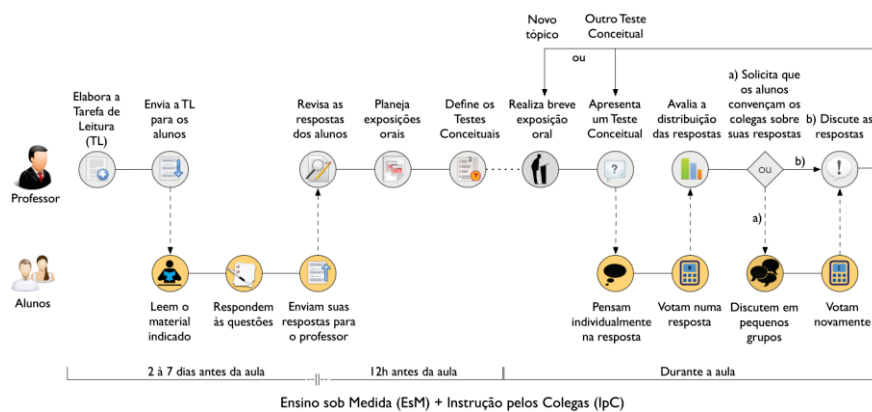 Novo
tópico
Outro Teste
Conceitual
ou
Elabora a
Tarefa de
Leitura
(TL)
Envia a TL
para os
alunos
Revisa as
respostas
dos alunos
Planeja
exposições
orais
Define os
Testes
Conceituais
Realiza breve
exposição
oral
Apresenta
um Teste
Conceitual
Avalia a
distribuição
das respostas
a) Solicita que
os alunos
convençam os
colegas sobre
suas respostas
b) Discute as
respostas
Professor
?
ou
b)
!
a)
Alunos
Leem o
material
indicado
Respondem
às questões
Enviam suas
respostas para
o professor
Pensam
individualmente
na resposta
Votam numa
resposta
Discutem em
pequenos
grupos
Votam
novamente
2 à 7 dias antes da aula
12h antes da aula
Durante a aula
Ensino sob Medida (EsM) + Instrução pelos Colegas (IpC)